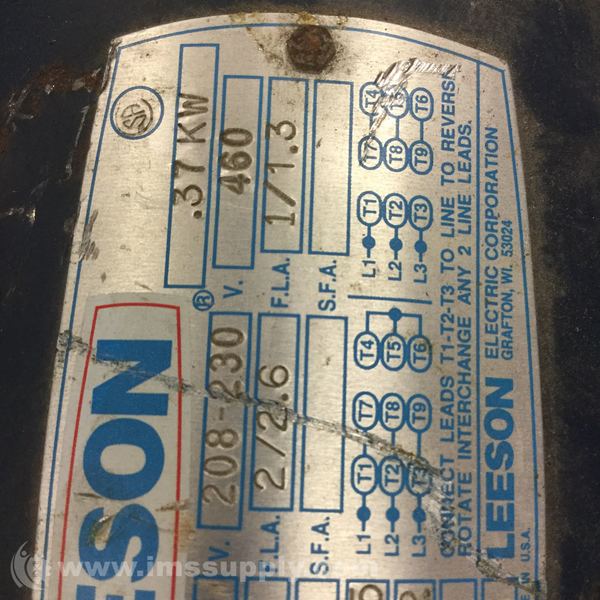 .37 KW
ESON ®
V. 208-230 V. 460
F.L.A. 2/2.6 F.L.A. 1/1.3
S.F.A. S.F.A.
T4 T5 T6 T4 T5 T6
T7 T8 T9 T7 T8 T9
T1 T2 T3 T1 T2 T3
L1 L2 L3 L1 L2 L3
CONNECT LEADS T1-T2-T3 TO LINE TO REVERSE
ROTATE INTERCHANGE ANY 2 LINE LEADS.
LEESON ELECTRIC CORPORATION
GRAFTON, WI. 53024
IN U.S.A.
www.imssupply.com